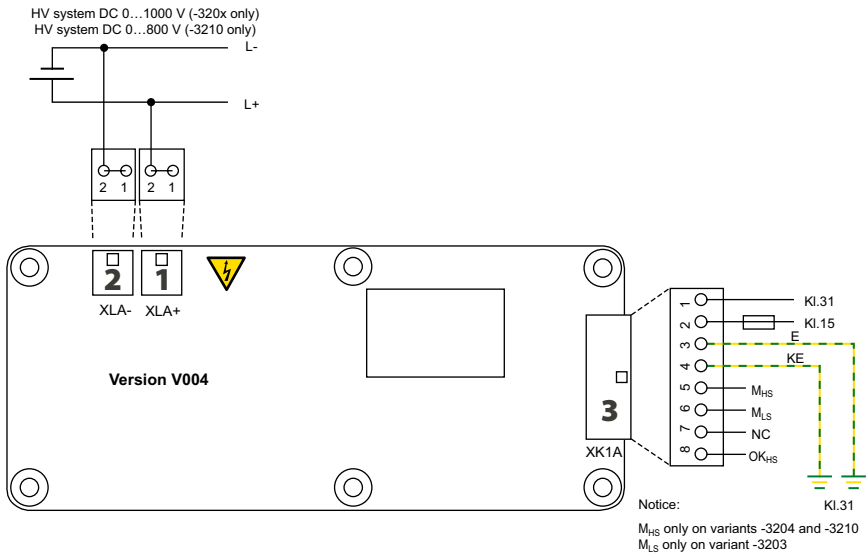 HV system DC 0…1000 V (-320x only)
HV system DC 0…800 V (-3210 only)
L-
L+
2 1
2 1
2
1
XLA-
XLA+
Version V004
3
XK1A
1
Kl.31
2
Kl.15
3
E
4
KE
5
MHS
6
MLS
7
NC
8
OKHS
Kl.31
Notice:
MHS only on variants -3204 and -3210
MLS only on variant -3203